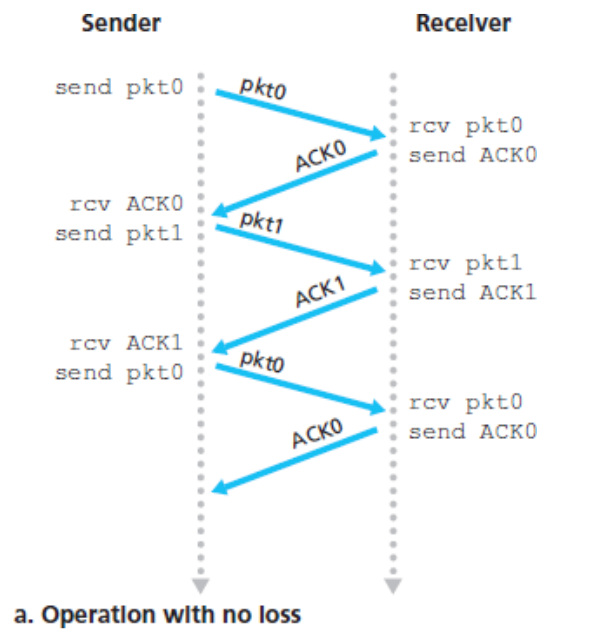 Sender Receiver
send pkt0 pkt0
rcv pkt0
ACK0 send ACK0
rcv ACK0
send pkt1 pkt1
rcv pkt1
ACK1 send ACK1
rcv ACK1
send pkt0 pkt0
rcv pkt0
ACK0 send ACK0
a. Operation with no loss